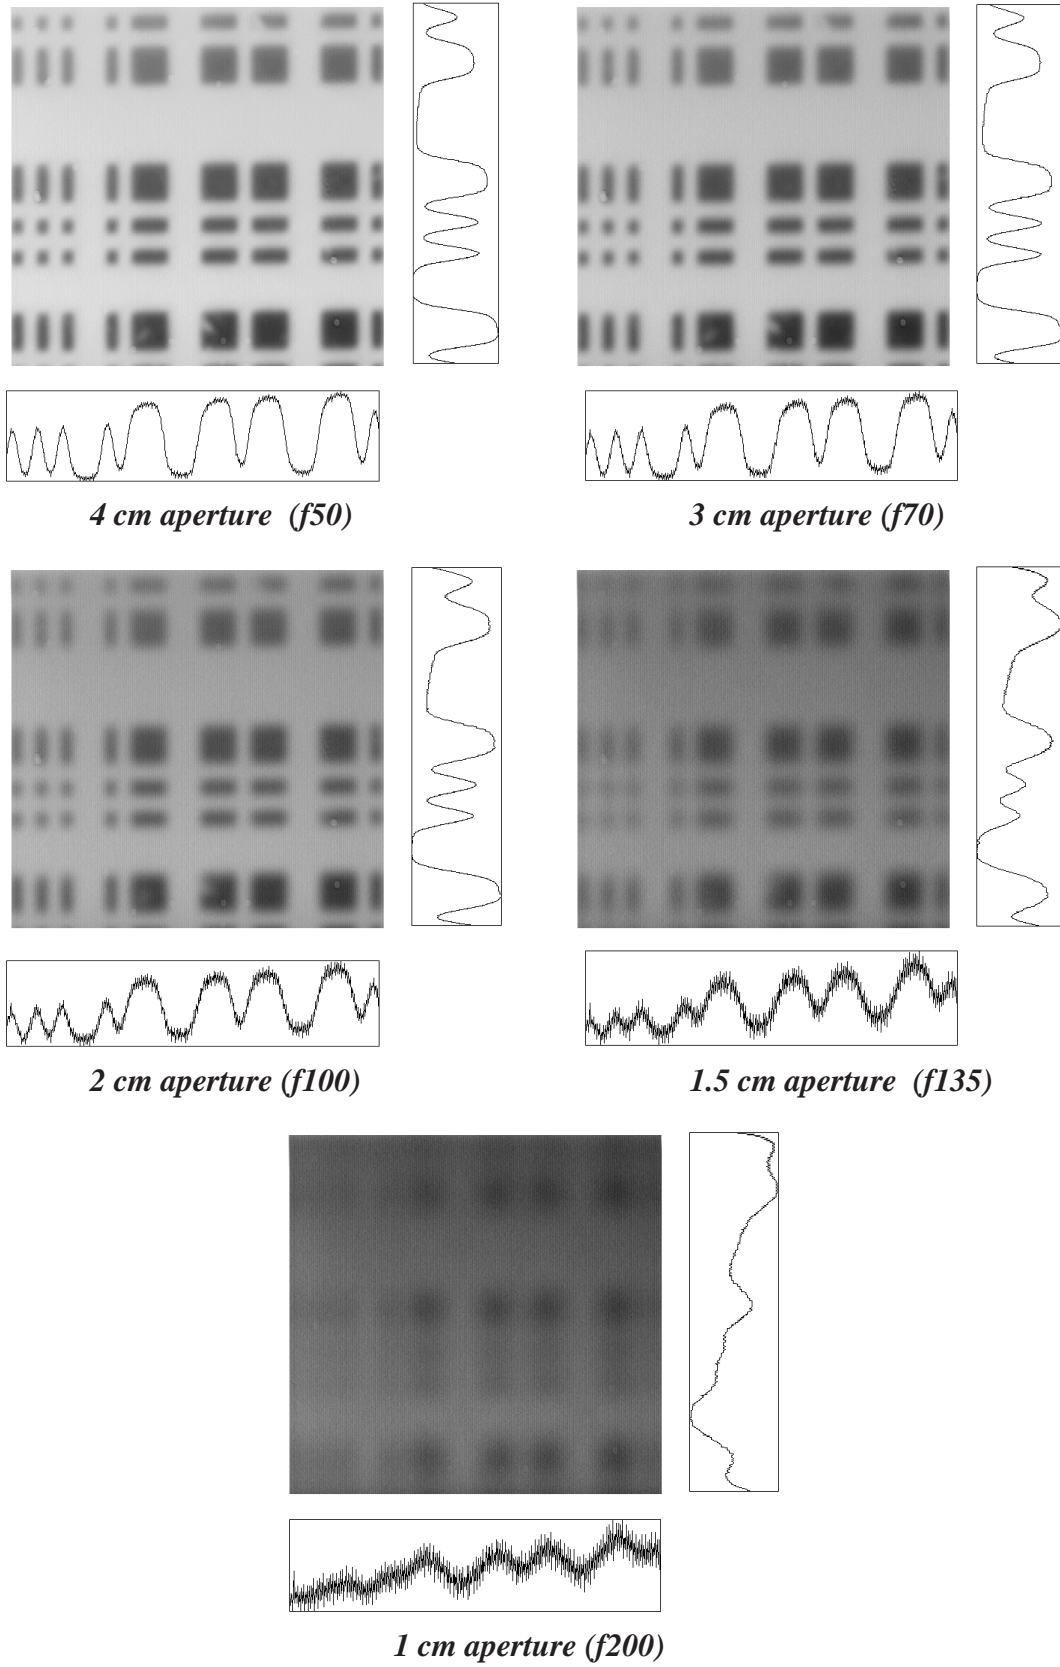 4 cm aperture (f50)
3 cm aperture (f70)
2 cm aperture (f100)
1.5 cm aperture (f135)
1 cm aperture (f200)